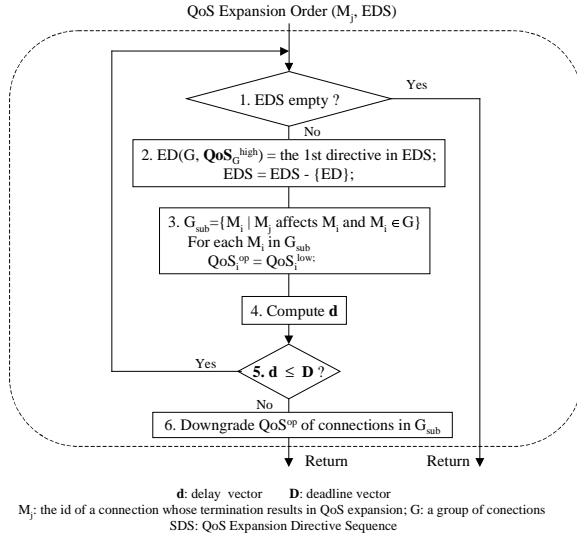 QoS Expansion Order (Mj, EDS)
Yes
1. EDS empty ?
No
2. ED(G, QoS_G^high) = the 1st directive in EDS;
EDS = EDS - {ED};
3. G_sub={M_i | M_j affects M_i and M_i ∈ G}
For each M_i in G_sub
QoS_i^op = QoS_i^low;
4. Compute d
Yes
5. d ≤ D ?
No
6. Downgrade QoS^op of connections in G_sub
Return
Return
d: delay vector D: deadline vector
M_j: the id of a connection whose termination results in QoS expansion; G: a group of conections
SDS: QoS Expansion Directive Sequence